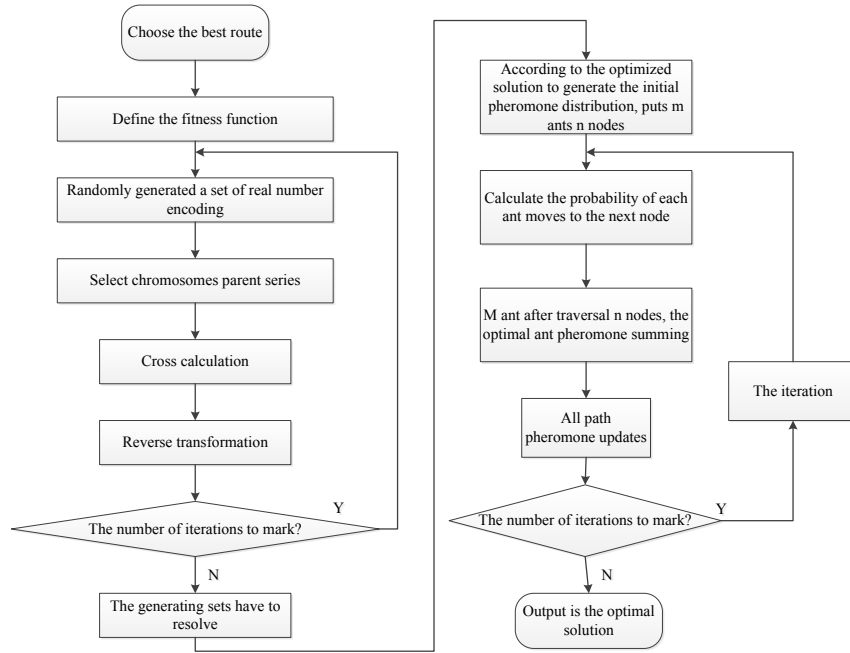 Choose the best route
Define the fitness function
Randomly generated a set of real number
encoding
Select chromosomes parent series
Cross calculation
Reverse transformation
The number of iterations to mark?
Y
N
The generating sets have to
resolve
According to the optimized
solution to generate the initial
pheromone distribution, puts m
ants n nodes
Calculate the probability of each
ant moves to the next node
M ant after traversal n nodes, the
optimal ant pheromone summing
All path
pheromone updates
The iteration
The number of iterations to mark?
Y
N
Output is the optimal
solution